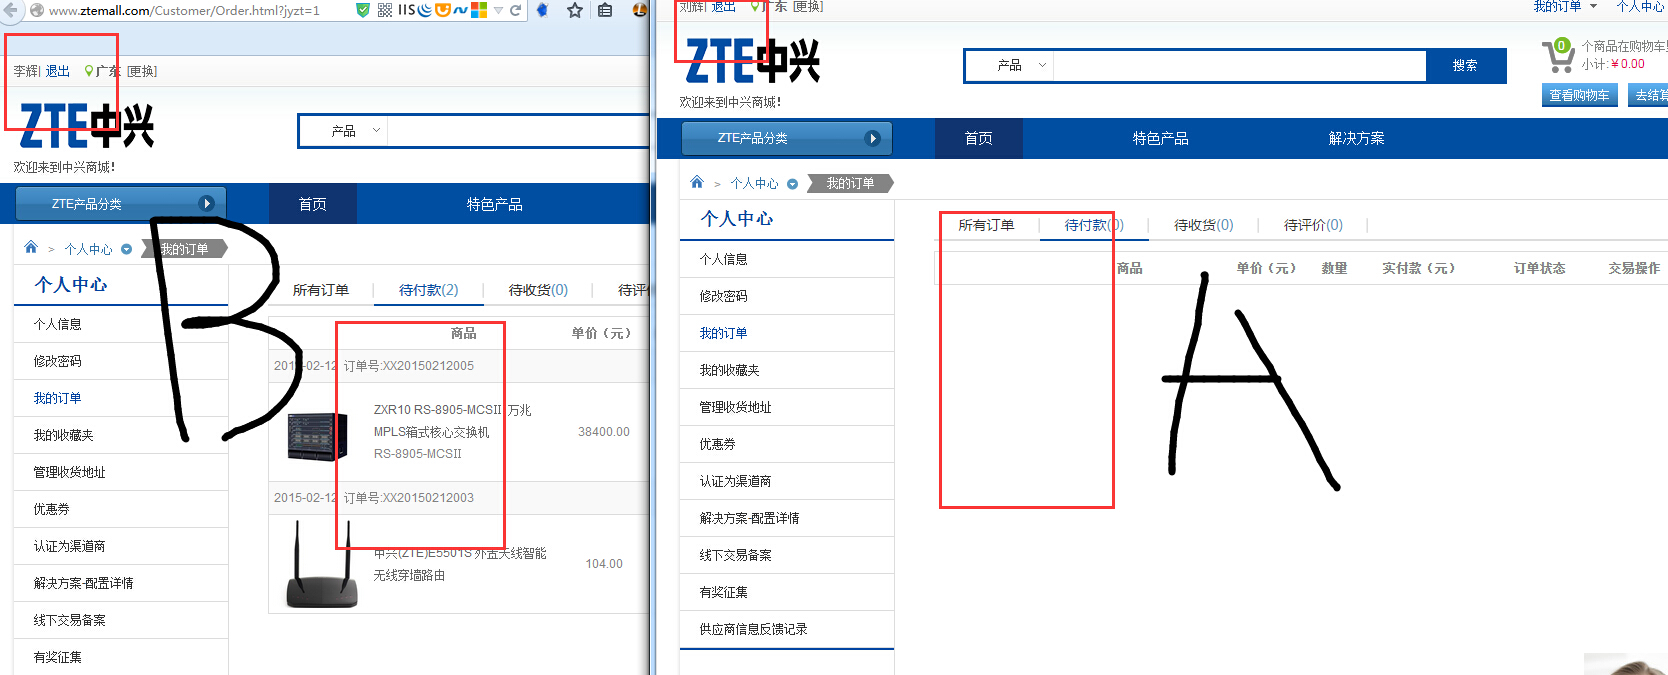 www.ztemall.com/Customer/Order.html?jyzt=1
IIS
李辉| 退出 广东 [更换]
ZTE中兴
欢迎来到中兴商城!
产品
ZTE产品分类
首页
特色产品
> 个人中心 我的订单
个人中心
个人信息
修改密码
我的订单
我的收藏夹
管理收货地址
优惠券
认证为渠道商
解决方案-配置详情
线下交易备案
有奖征集
所有订单 待付款(2) 待收货(0) 待评价
商品 单价（元）
2015-02-12 订单号:XX20150212005
ZXR10 RS-8905-MCSII 万兆
MPLS箱式核心交换机
RS-8905-MCSII
38400.00
2015-02-12 订单号:XX20150212003
中兴(ZTE)E5501S 外置天线智能
无线穿墙路由
104.00
B
刘辉| 退出 广东 [更换]
我的订单 个人中心
ZTE中兴
欢迎来到中兴商城!
产品
搜索
0
个商品在购物车里
小计:¥0.00
查看购物车 去结算
ZTE产品分类
首页
特色产品
解决方案
> 个人中心 我的订单
个人中心
个人信息
修改密码
我的订单
我的收藏夹
管理收货地址
优惠券
认证为渠道商
解决方案-配置详情
线下交易备案
有奖征集
供应商信息反馈记录
所有订单 待付款(0) 待收货(0) 待评价(0)
商品 单价（元） 数量 实付款（元） 订单状态 交易操作
A